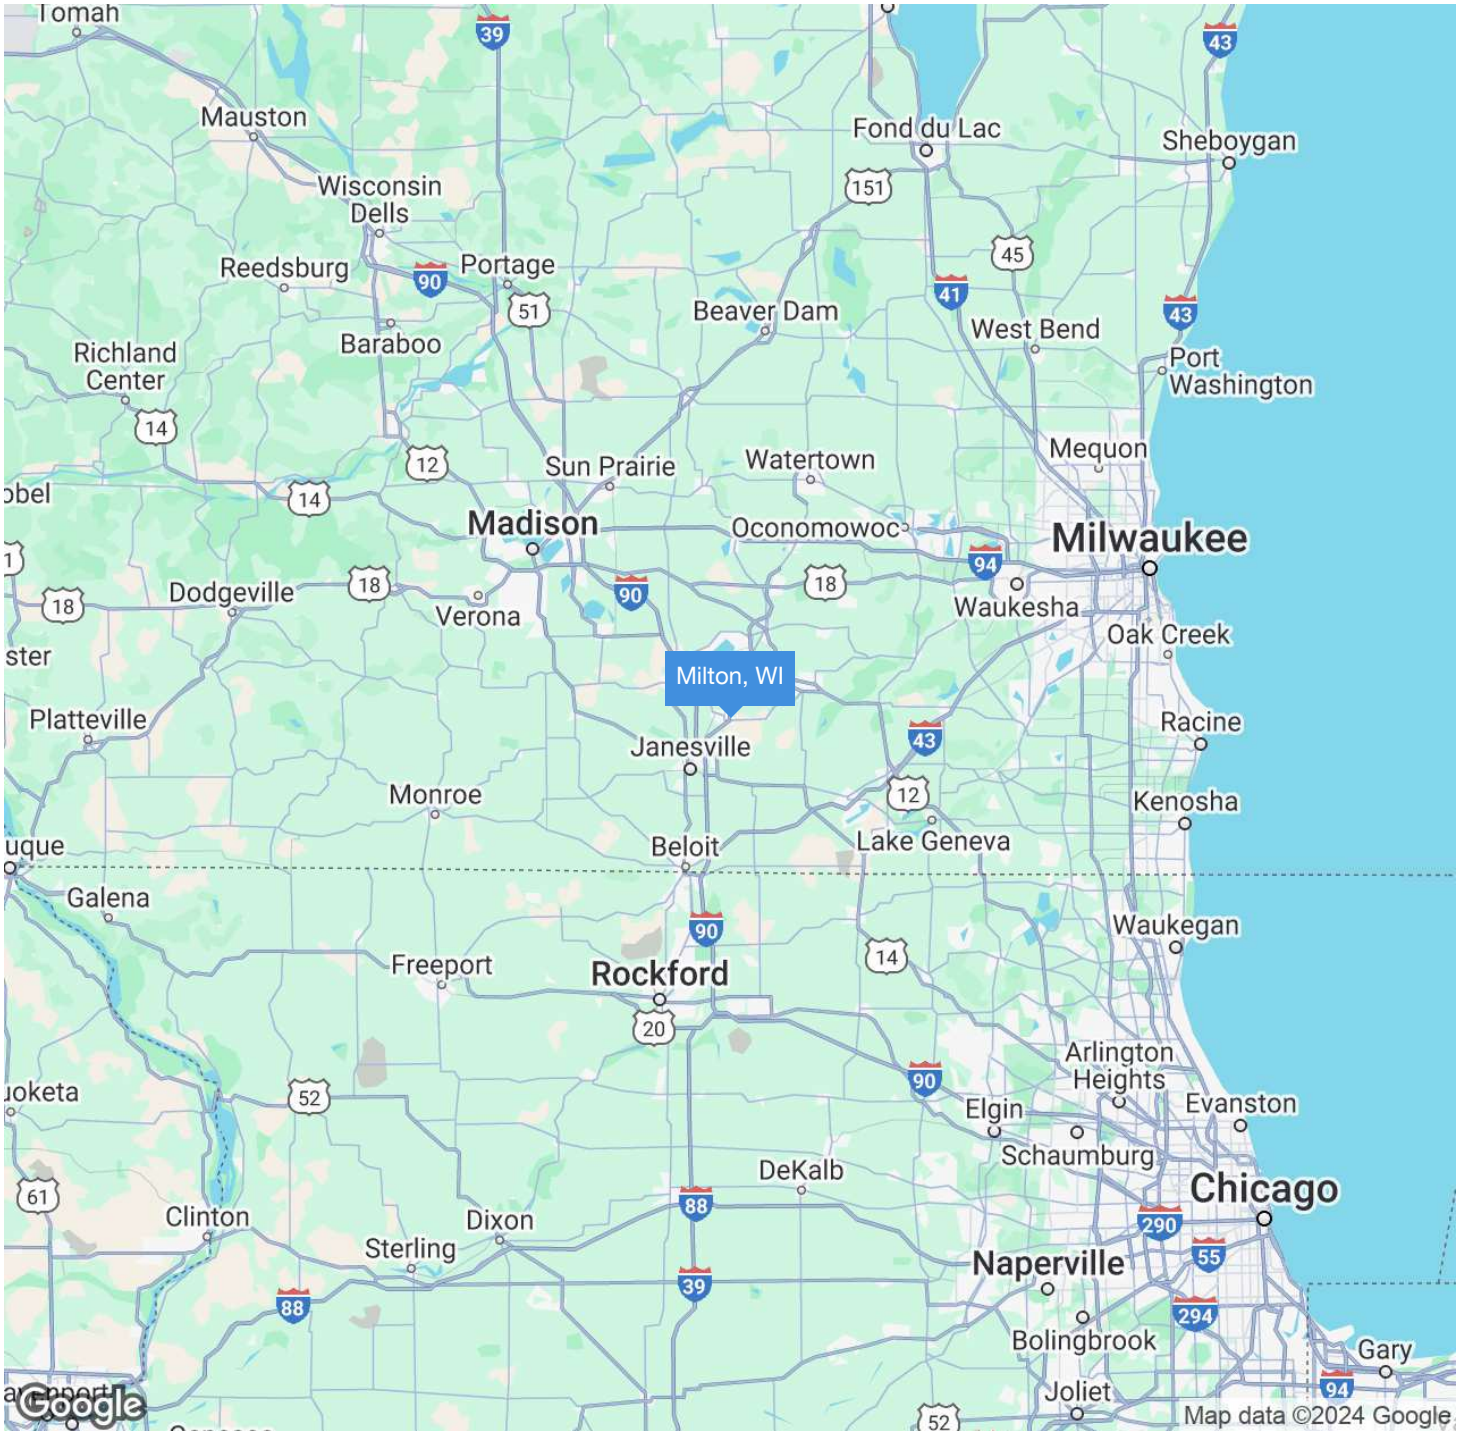 Tomah
39
43
Mauston
Fond du Lac
Sheboygan
Wisconsin
Dells
151
45
Reedsburg
90
Portage
51
41
43
Beaver Dam
West Bend
Baraboo
Richland
Center
Port
Washington
14
12
Mequon
Sun Prairie
Watertown
obel
14
Madison
Oconomowoc
Milwaukee
1
94
18
18
90
18
Dodgeville
Verona
Waukesha
Oak Creek
ster
Milton, WI
Platteville
Racine
43
Janesville
Monroe
12
Kenosha
uque
Beloit
Lake Geneva
Galena
90
Waukegan
14
Freeport
Rockford
20
Arlington
Heights
90
uoketa
52
Elgin
Evanston
Schaumburg
DeKalb
61
88
Chicago
Clinton
Dixon
290
Sterling
55
Naperville
39
88
294
Bolingbrook
Gary
94
Joliet
Google
52
Map data ©2024 Google